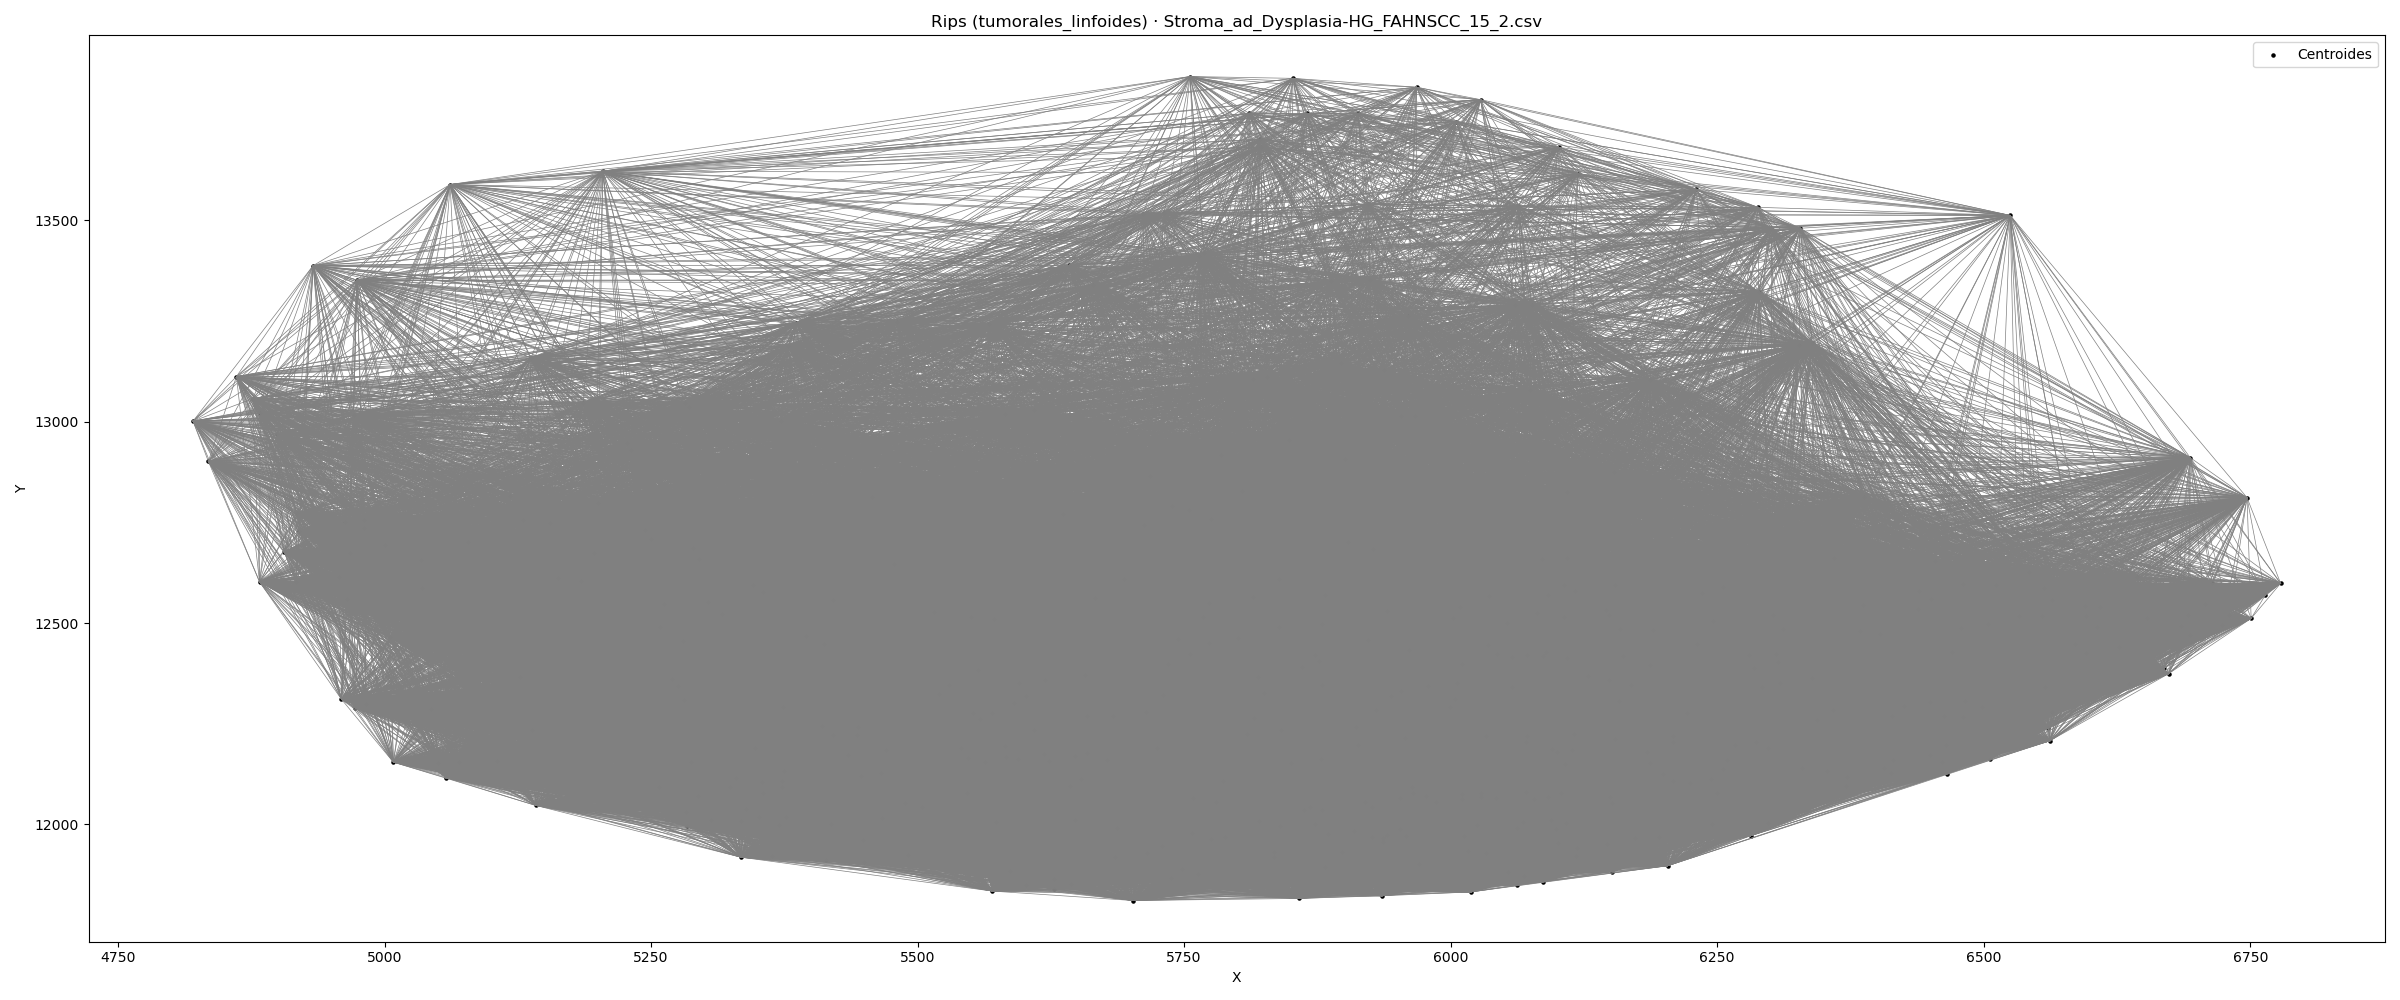 Rips (tumorales_linfoides) · Stroma_ad_Dysplasia-HG_FAHNSCC_15_2.csv
Centroides
13500
13000
12500
12000
Y
4750 5000 5250 5500 5750 6000 6250 6500 6750
X